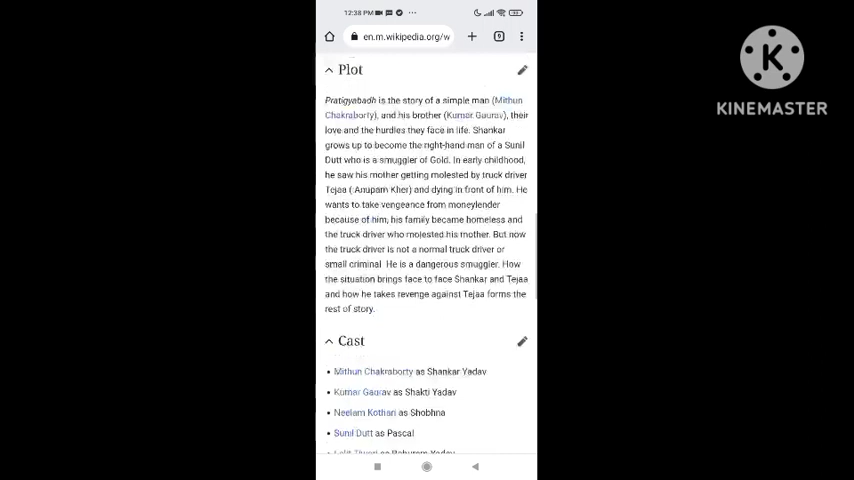 12:38 PM
en.m.wikipedia.org/w
9
Plot
KINEMASTER
Pratigyabadh is the story of a simple man (Mithun
Chakraborty), and his brother (Kumar Gaurav), their
love and the hurdles they face in life. Shankar
grows up to become the right-hand man of a Sunil
Dutt who is a smuggler of Gold. In early childhood,
he saw his mother getting molested by truck driver
Tejaa (Anupam Kher) and dying in front of him. He
wants to take vengeance from moneylender
because of him, his family became homeless and
the truck driver who molested his mother. But now
the truck driver is not a normal truck driver or
small criminal. He is a dangerous smuggler. How
the situation brings face to face Shankar and Tejaa
and how he takes revenge against Tejaa forms the
rest of story.
Cast
• Mithun Chakraborty as Shankar Yadav
• Kumar Gaurav as Shakti Yadav
• Neelam Kothari as Shobhna
• Sunil Dutt as Pascal